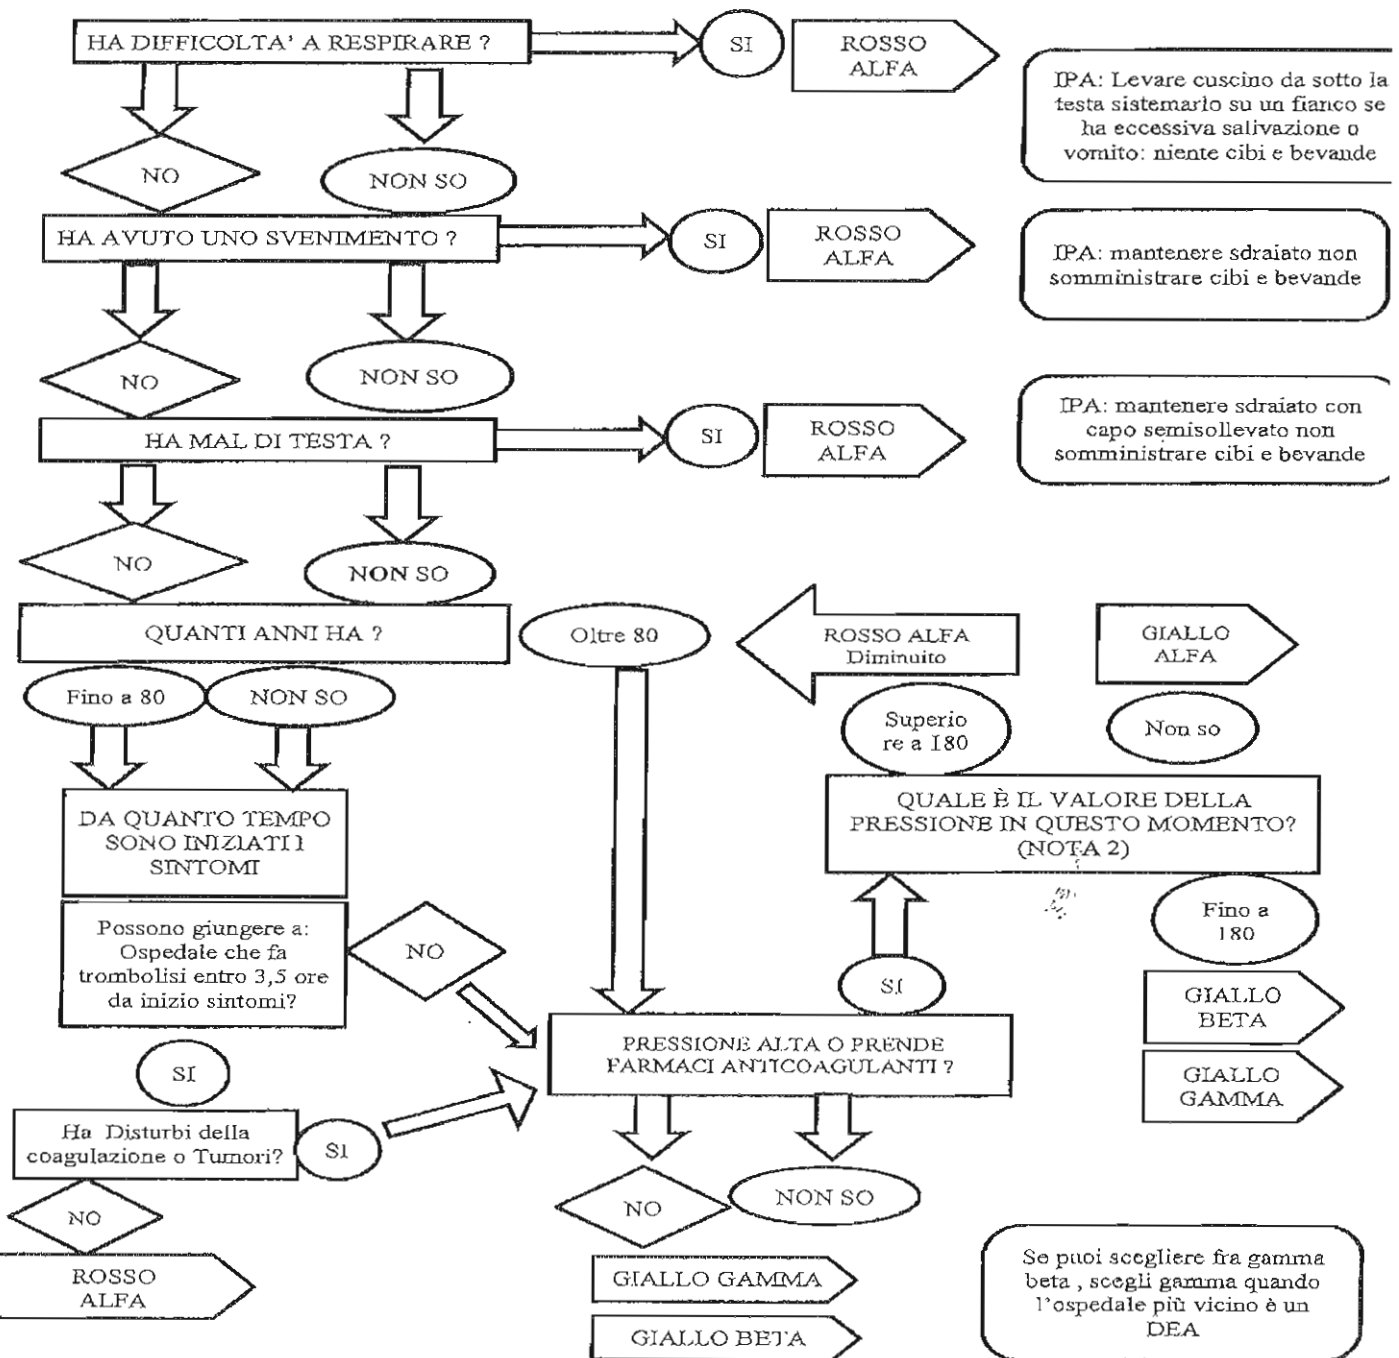 HA DIFFICOLTA' A RESPIRARE ?
SI
ROSSO
ALFA
IPA: Levare cuscino da sotto la
testa sistemarlo su un fianco se
ha eccessiva salivazione o
vomito: niente cibi e bevande
NO
NON SO
HA AVUTO UNO SVENIMENTO ?
SI
ROSSO
ALFA
IPA: mantenere sdraiato non
somministrare cibi e bevande
NO
NON SO
HA MAL DI TESTA ?
SI
ROSSO
ALFA
IPA: mantenere sdraiato con
capo semisollevato non
somministrare cibi e bevande
NO
NON SO
QUANTI ANNI HA ?
Oltre 80
ROSSO ALFA
Diminuito
GIALLO
ALFA
Fino a 80
NON SO
Superio
re a 180
Non so
DA QUANTO TEMPO
SONO INIZIATI I
SINTOMI
QUALE È IL VALORE DELLA
PRESSIONE IN QUESTO MOMENTO?
(NOTA 2)
Possono giungere a:
Ospedale che fa
trombolisi entro 3,5 ore
da inizio sintomi?
NO
Fino a
180
SI
GIALLO
BETA
PRESSIONE ALTA O PRENDE
FARMACI ANTICOAGULANTI ?
GIALLO
GAMMA
SI
Ha Disturbi della
coagulazione o Tumori?
SI
NO
NO
NON SO
ROSSO
ALFA
GIALLO GAMMA
GIALLO BETA
Se puoi scegliere fra gamma
beta , scegli gamma quando
l'ospedale più vicino è un
DEA